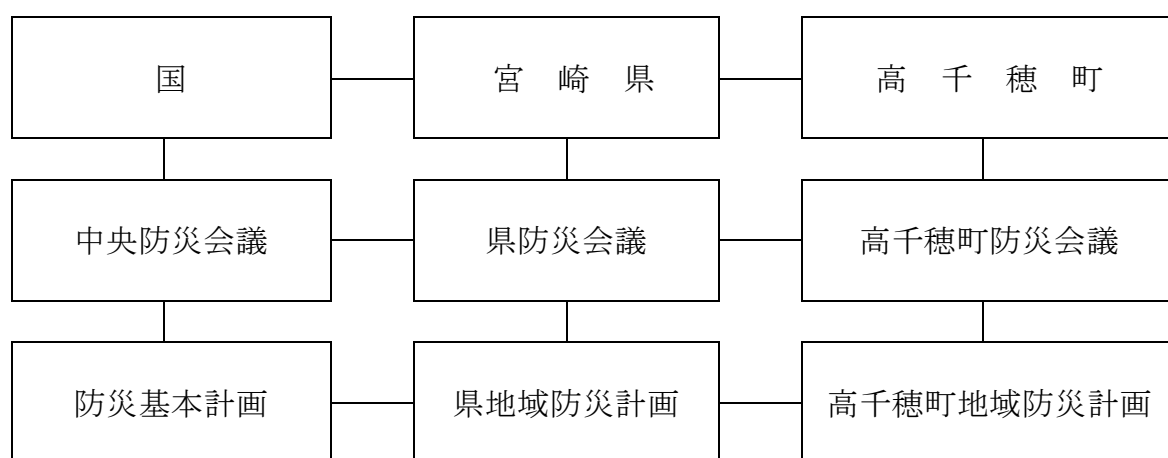 国
宮崎県
高千穂町
中央防災会議
県防災会議
高千穂町防災会議
防災基本計画
県地域防災計画
高千穂町地域防災計画